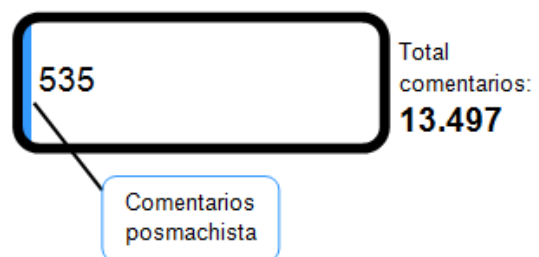 535
Total
comentarios:
13.497
Comentarios
posmachista